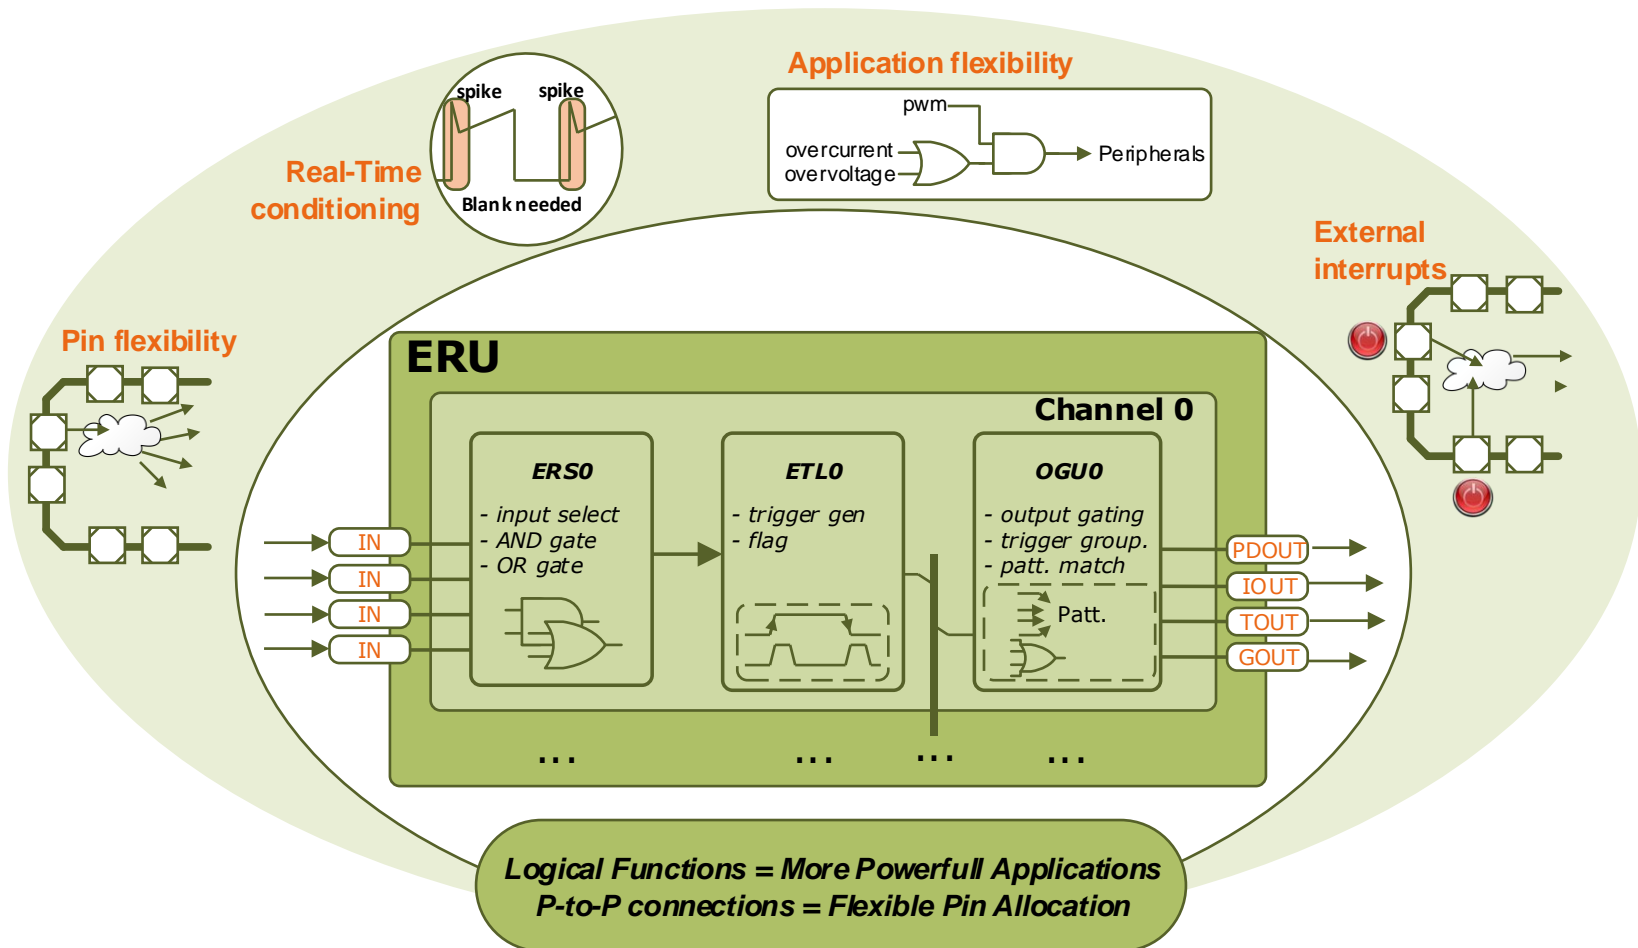 Application flexibility
pwm
overcurrent
overvoltage
Peripherals
spike spike
Blank needed
Real-Time
conditioning
External
interrupts
Pin flexibility
ERU
Channel 0
ERS0
- input select
- AND gate
- OR gate
ETL0
- trigger gen
- flag
OGU0
- output gating
- trigger group.
- patt. match
Patt.
IN
IN
IN
IN
PDOUT
IOUT
TOUT
GOUT
... ... ... ...
Logical Functions = More Powerfull Applications
P-to-P connections = Flexible Pin Allocation